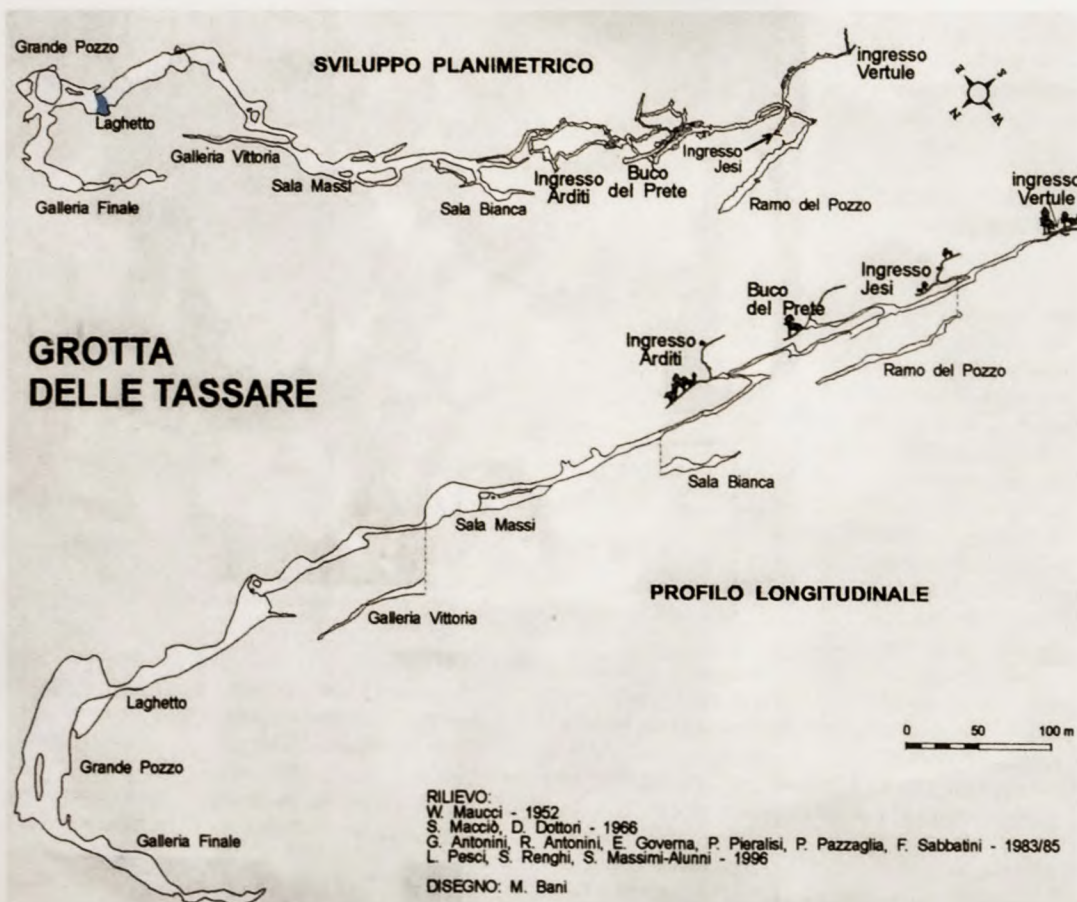 Grande Pozzo
SVILUPPO PLANIMETRICO
ingresso
Vertule
Laghetto
Galleria Vittoria
Sala Massi
Galleria Finale
Sala Bianca
Ingresso
Arditi
Buco
del Prete
Ingresso
Jesi
Ramo del Pozzo
N
S
N
W
GROTTA
DELLE TASSARE
ingresso
Vertule
Ingresso
Jesi
Buco
del Prete
Ingresso
Arditi
Ramo del Pozzo
Sala Bianca
Sala Massi
Galleria Vittoria
PROFILO LONGITUDINALE
Laghetto
Grande Pozzo
Galleria Finale
0 50 100 m
RILIEVO:
W. Maucci - 1952
S. Macciò, D. Dottori - 1966
G. Antonini, R. Antonini, E. Governa, P. Pieralisi, P. Pazzaglia, F. Sabbatini - 1983/85
L. Pesci, S. Renghi, S. Massimi-Alunni - 1996
DISEGNO: M. Bani